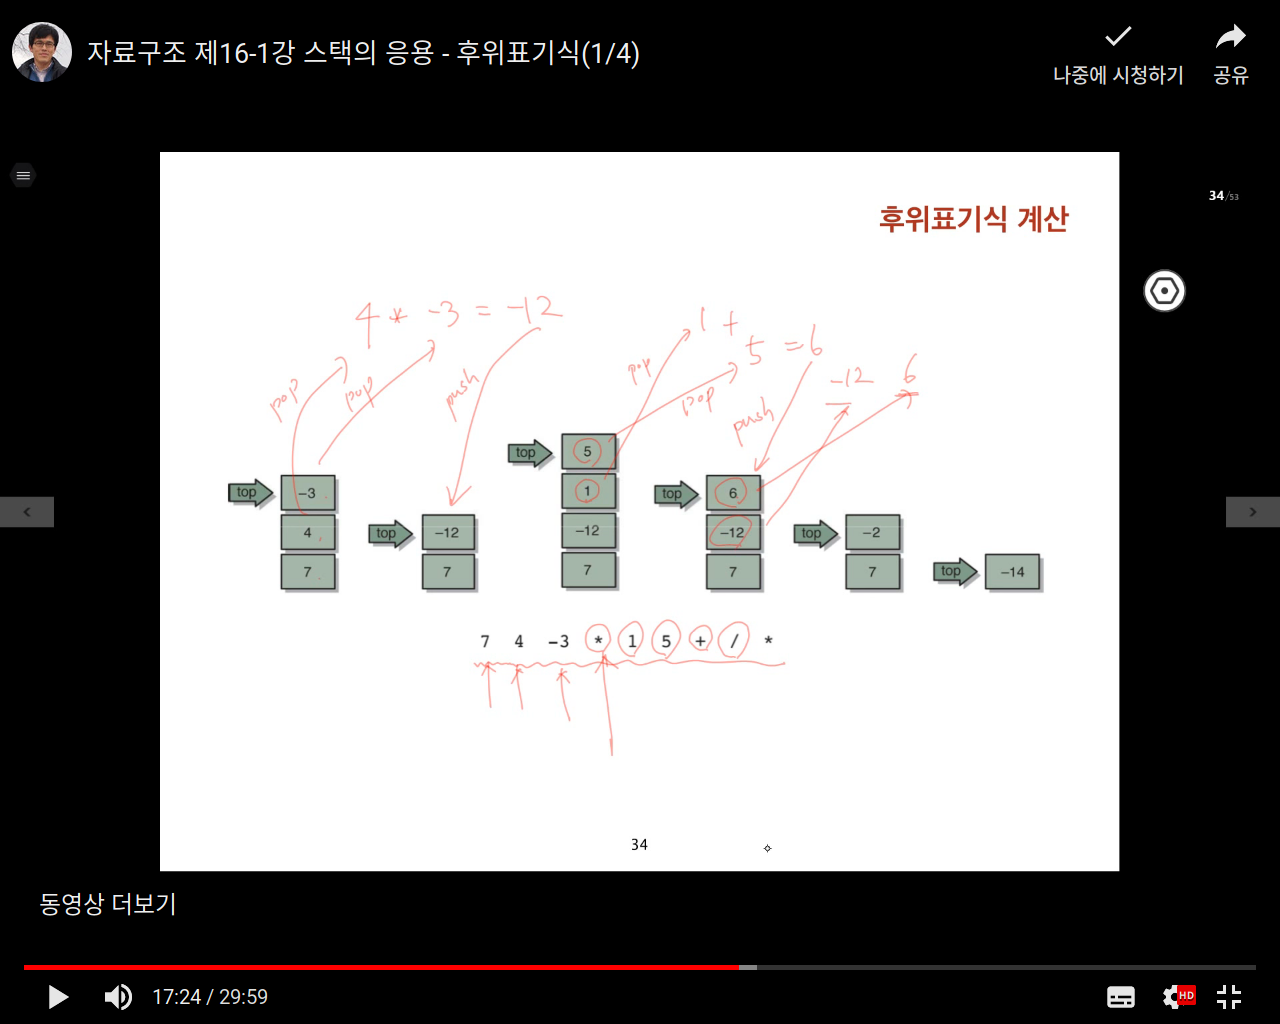 자료구조 제16-1강 스택의 응용 - 후위표기식(1/4)
나중에 시청하기
공유
34/53
후위표기식 계산
4 * -3 = -12
1 +
5 = 6
-12 6
pop
pop
push
pop
pop
push
top
-3
4
7
top
-12
7
top
5
1
-12
7
top
6
-12
7
top
-2
7
top
-14
7 4 -3 * 1 5 + / *
34
동영상 더보기
17:24 / 29:59
HD